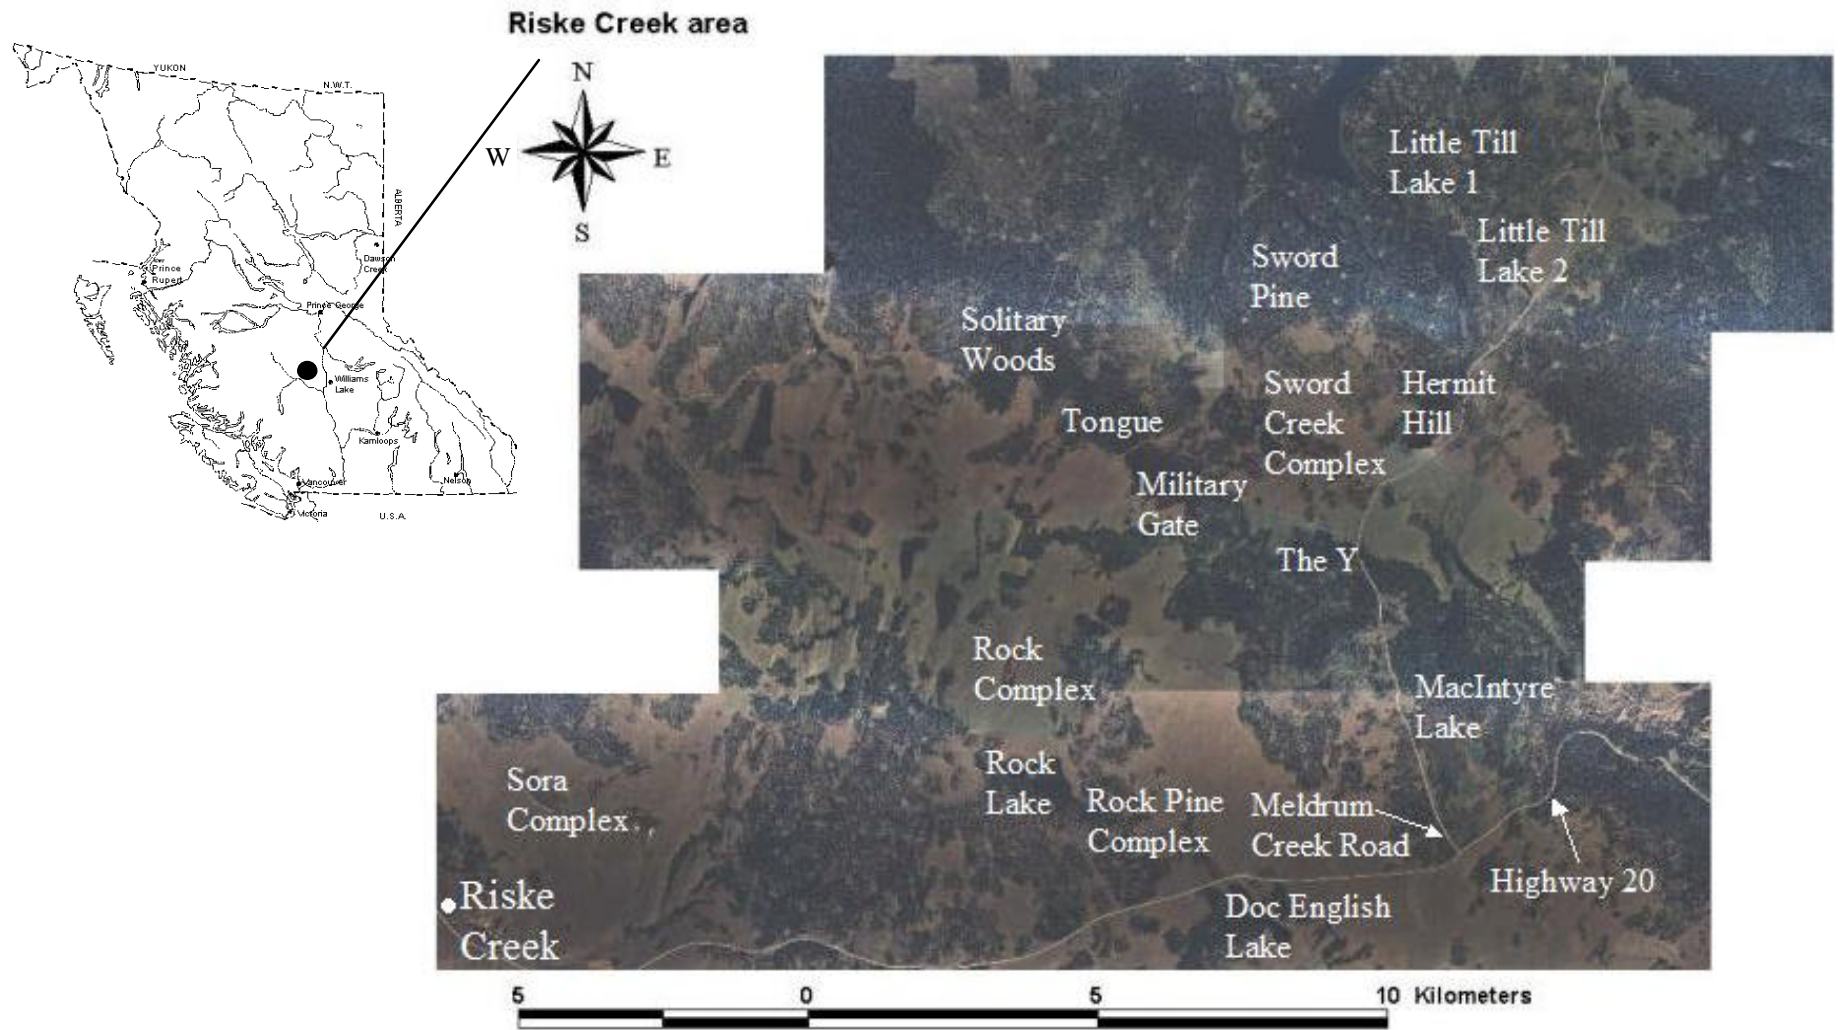 Riske Creek area
N
W
E
S
YUKON
N.W.T.
ALBERTA
Dawson
Creek
Prince
Rupert
Prince George
Williams
Lake
Kamloops
Vancouver
Nelson
Victoria
U.S.A.
Little Till
Lake 1
Little Till
Lake 2
Sword
Pine
Solitary
Woods
Sword
Creek
Complex
Hermit
Hill
Tongue
Military
Gate
The Y
Rock
Complex
MacIntyre
Lake
Rock
Lake
Sora
Complex
Rock Pine
Complex
Meldrum
Creek Road
Highway 20
Riske
Creek
Doc English
Lake
5 0 5 10 Kilometers